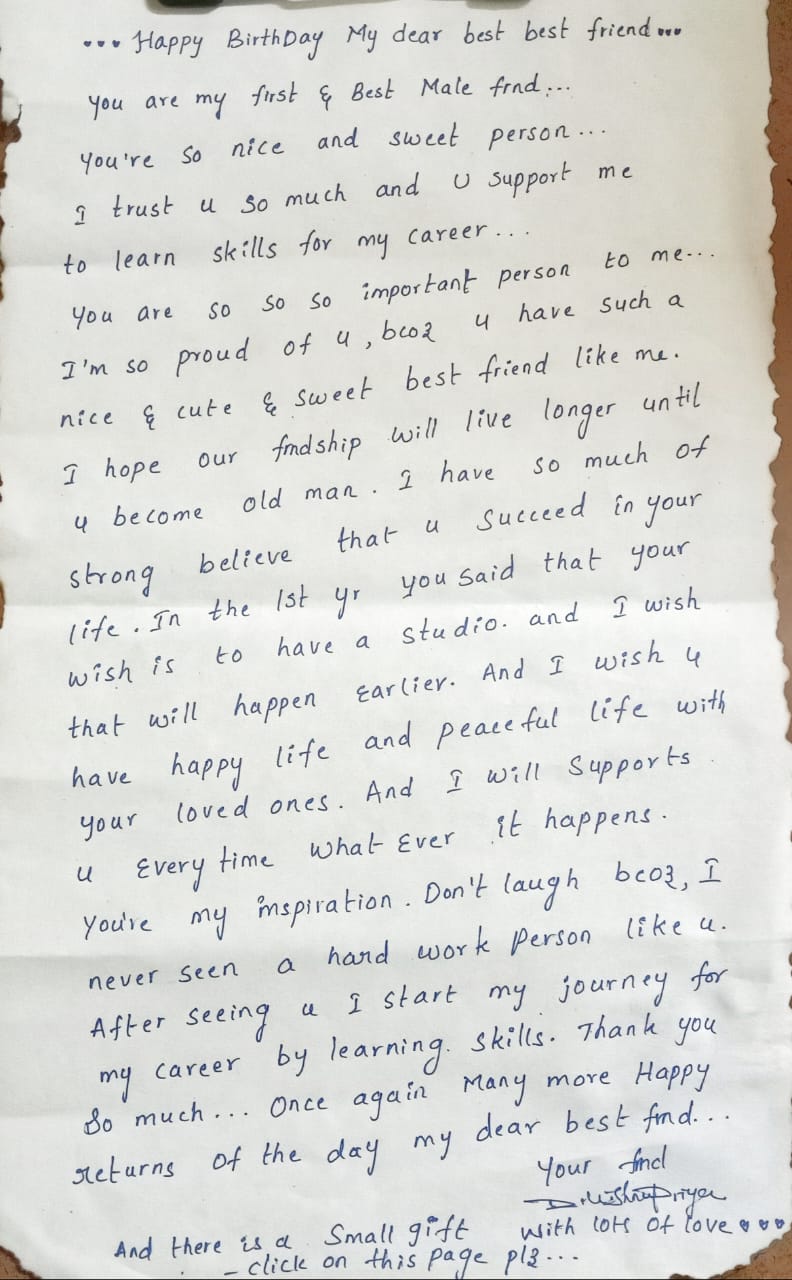 ... Happy BirthDay My dear best best friend ...
You are my first & Best Male frnd...
You're so nice and sweet person...
I trust u so much and U support me
to learn skills for my career...
You are so so so important person to me...
I'm so proud of u, bcoz u have such a
nice & cute & sweet best friend like me.
I hope our frndship will live longer until
u become old man. I have so much of
strong believe that u succeed in your
life. In the 1st yr you said that your
wish is to have a studio. and I wish
that will happen Earlier. And I wish u
have happy life and peaceful life with
your loved ones. And I will Supports
u Every time what Ever it happens.
You're my inspiration. Don't laugh bcoz, I
never seen a hard work person like u.
After seeing u I start my journey for
my career by learning. skills. Thank you
So much... Once again Many more Happy
returns of the day my dear best frnd...
Your frnd
And there is a Small gift with lots of love...
- click on this page plz...